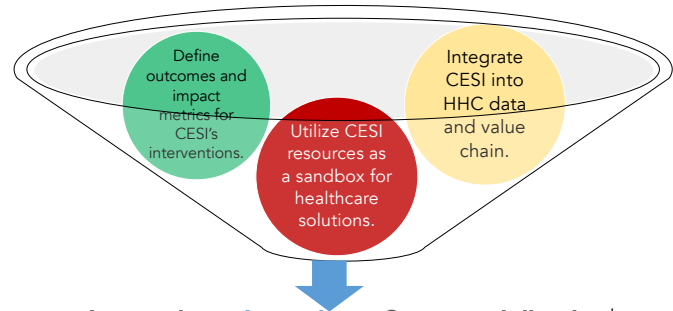 Define
outcomes and
impact
metrics for
CESI's
interventions.
Utilize CESI
resources as
a sandbox for
healthcare
solutions.
Integrate
CESI into
HHC data
and value
chain.